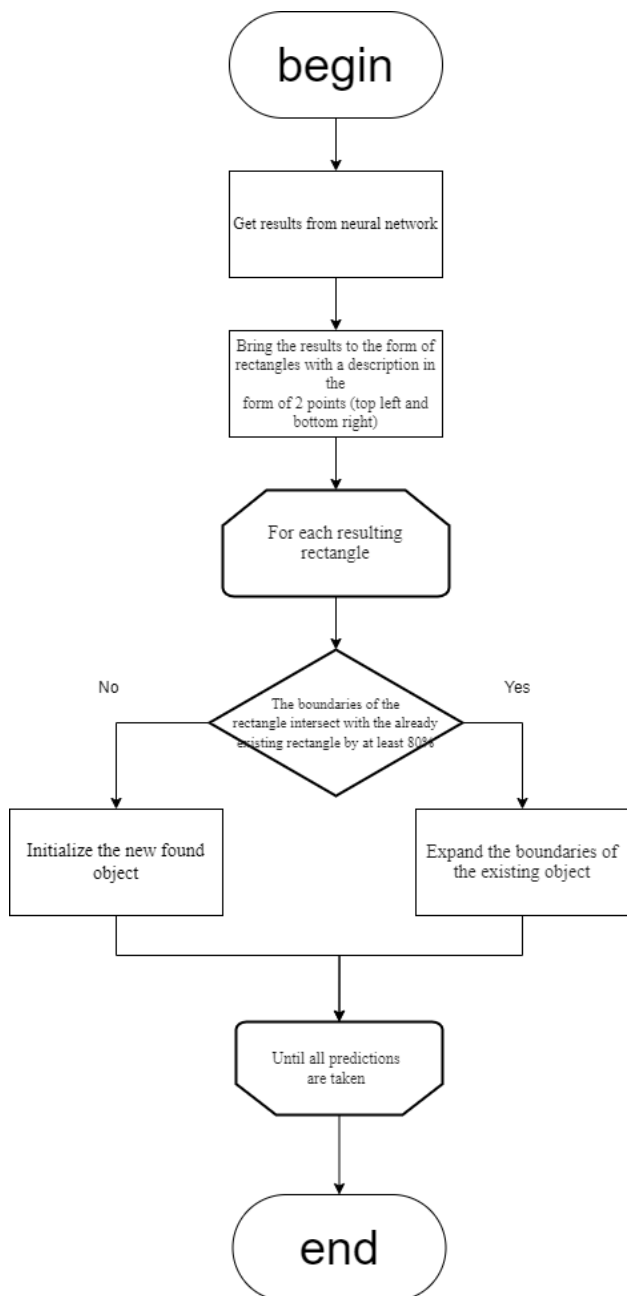 begin
Get results from neural network
Bring the results to the form of
rectangles with a description in
the
form of 2 points (top left and
bottom right)
For each resulting
rectangle
No
Yes
The boundaries of the
rectangle intersect with the already
existing rectangle by at least 80%
Initialize the new found
object
Expand the boundaries of
the existing object
Until all predictions
are taken
end